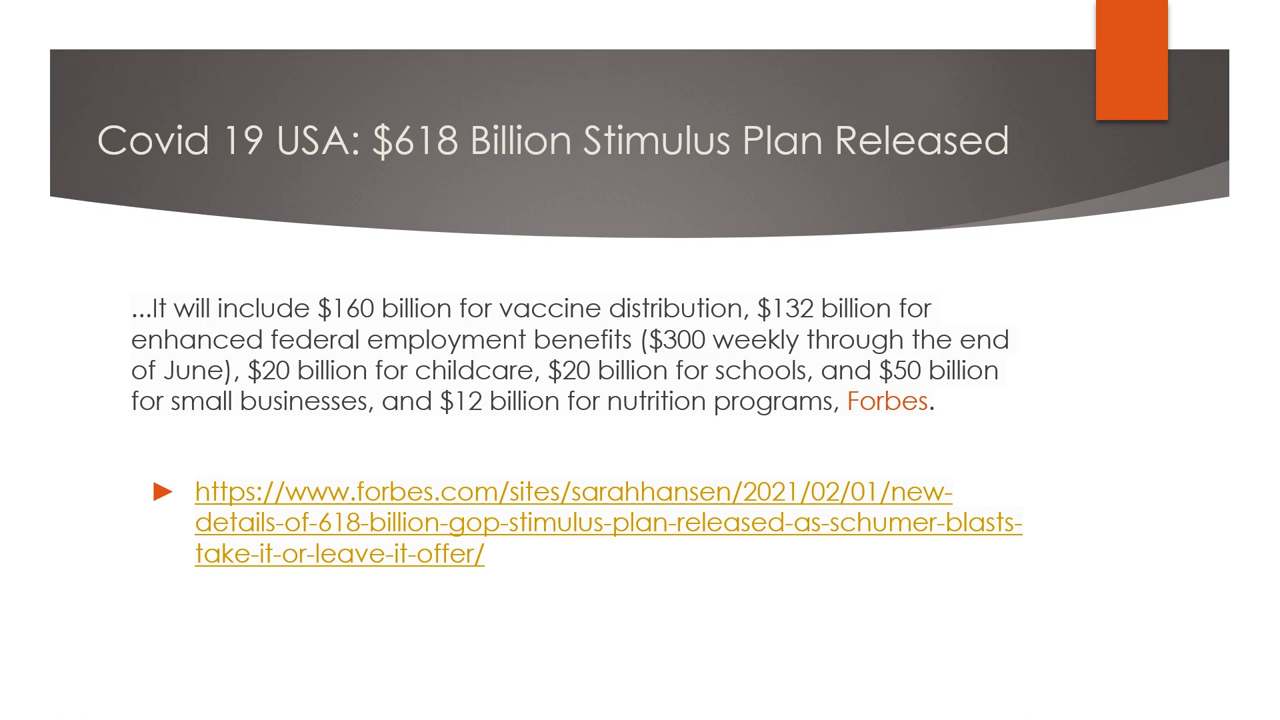 Covid 19 USA: $618 Billion Stimulus Plan Released
...It will include $160 billion for vaccine distribution, $132 billion for
enhanced federal employment benefits ($300 weekly through the end
of June), $20 billion for childcare, $20 billion for schools, and $50 billion
for small businesses, and $12 billion for nutrition programs, Forbes.
► https://www.forbes.com/sites/sarahhansen/2021/02/01/new-
details-of-618-billion-gop-stimulus-plan-released-as-schumer-blasts-
take-it-or-leave-it-offer/